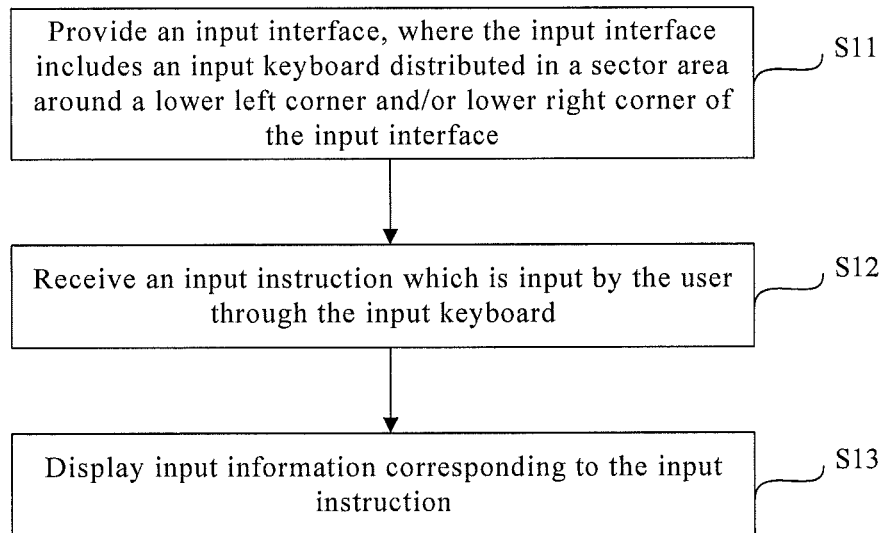 Provide an input interface, where the input interface
includes an input keyboard distributed in a sector area
around a lower left corner and/or lower right corner of
the input interface
S11
Receive an input instruction which is input by the user
through the input keyboard
S12
Display input information corresponding to the input
instruction
S13